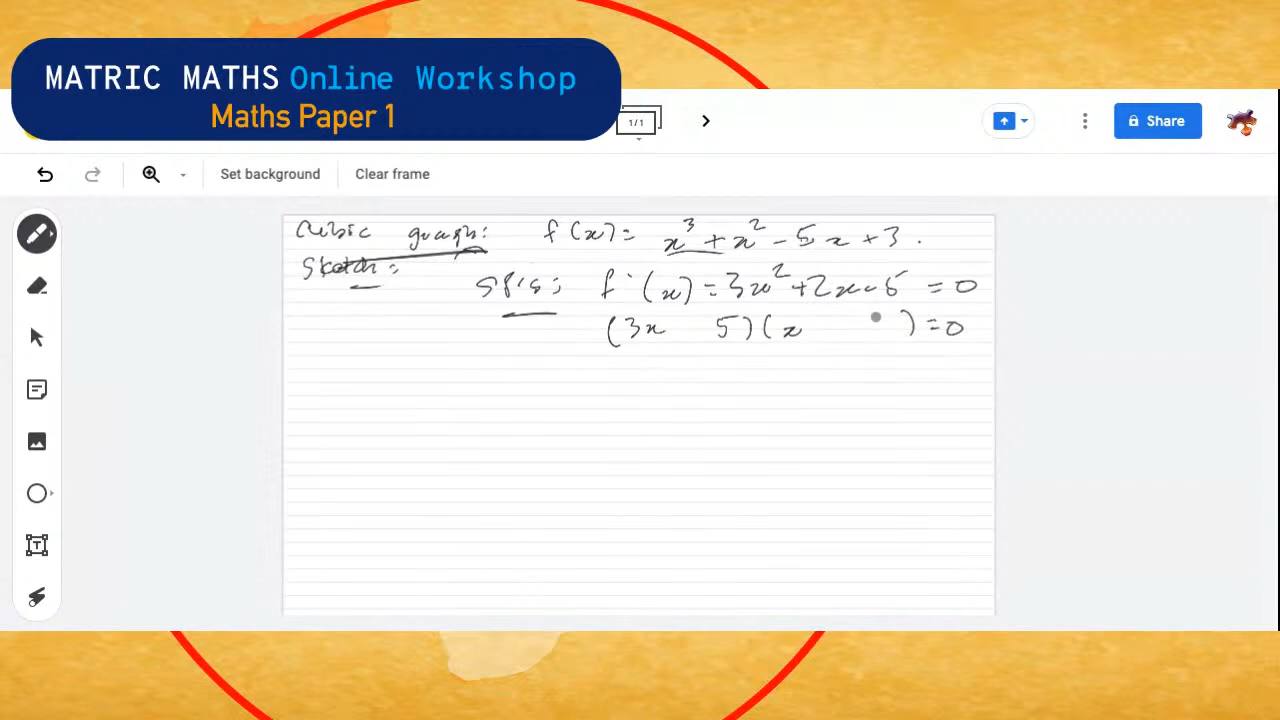 MATRIC MATHS Online Workshop
Maths Paper 1
1/1
Share
Set background
Clear frame
Cubic graph: f(x) = x³ + x² - 5x + 3.
Sketch:
f'(x) = 3x² + 2x - 5 = 0
(3x 5)(x ) = 0